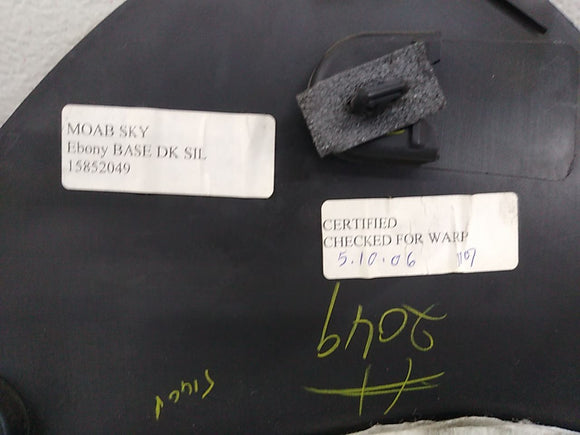 MOAB SKY
Ebony BASE DK SIL
15852049
CERTIFIED
CHECKED FOR WARP
5.10.06
2049